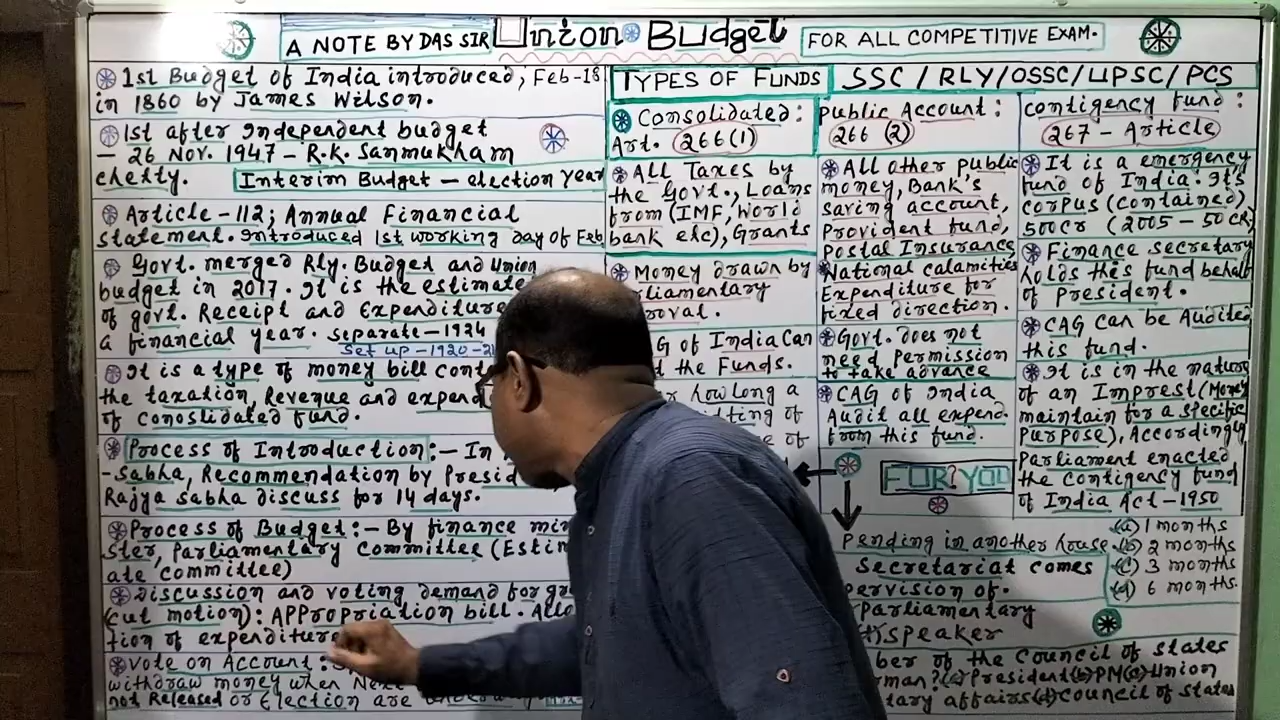 A NOTE BY DAS SIR
Union Budget
FOR ALL COMPETITIVE EXAM.
1st Budget of India introduced, Feb-18
in 1860 by James Wilson.
1st after Independent budget
- 26 Nov. 1947 - R.K. Sanmukham
chetty. Interim Budget - election year
Article - 112; Annual Financial
statement. Introduced 1st working day of Feb
Govt. merged Rly. Budget and Union
budget in 2017. It is the estimate
of govt. Receipt and Expenditure
a financial year. separate - 1924
Set up - 1920-21
It is a type of money bill cont
the taxation, Revenue and expend
of Conoslidated fund.
Process of Introduction :- In
-sabha, Recommendation by Presid
Rajya sabha discuss for 14 days.
Process of Budget :- By finance min
ster, Parliamentary committee (Estim
ate committee)
Discussion and voting demand for gr
(cut motion): APPropriation bill. Allo
tion of expenditure
Vote on Account :
withdraw money when Next
not Released or Election are
TYPES OF FUNDS
SSC / RLY / OSSC / UPSC / PCS
Consolidated :
Art. 266 (1)
All Taxes by
the Govt., Loans
from (IMF, World
bank etc), Grants
Money drawn by
liamentary
roval.
G of India Can
d the Funds.
r how long a
tting of
e of
Public Account :
266 (2)
All other public
money, Bank's
saving account,
Provident fund,
Postal Insurance,
National calamities
Expenditure for
fixed direction.
Govt. does not
need permission
to take advance
CAG of India
Audit all expend.
from this fund.
FOR ? YOU
contigency fund :
267 - Article
It is a emergency
fund of India. It's
corpus (contained)
500cr (2005 - 50 CR)
Finance secretary
holds this fund behalf
of President.
CAG can be Audited
this fund.
It is in the nature
of an Imprest (Money
maintain for a specific
Purpose), Accordingly
Parliament enacted
the contigency fund
of India Act - 1950
Pending in another house.
(a) 1 months
(b) 2 months
(c) 3 months
(d) 6 months.
Secretariat comes
pervision of.
Parliamentary
Speaker
ber of the Council of states
rman? (a) President (b) PM (c) Union
tary affairs (d) Council of states